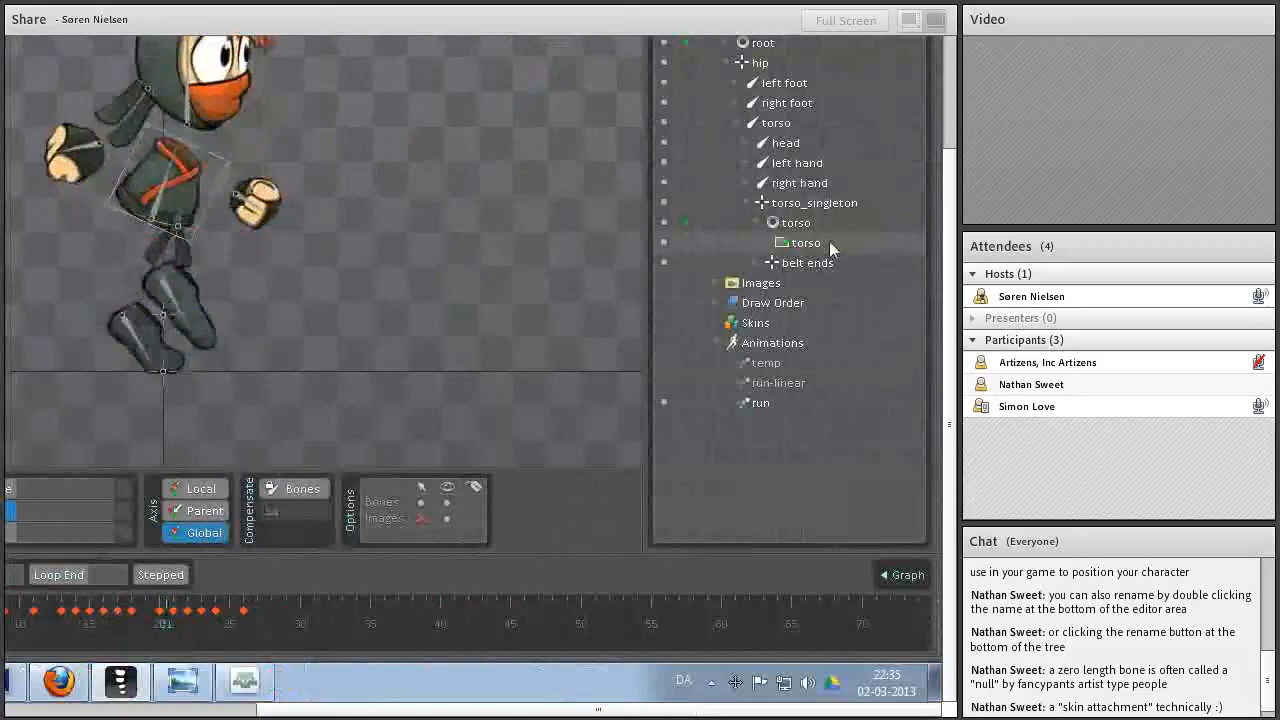 Share - Søren Nielsen
Full Screen
root
hip
left foot
right foot
torso
head
left hand
right hand
torso_singleton
torso
torso
belt ends
Images
Draw Order
Skins
Animations
temp
run-linear
run
Axis
Local
Parent
Global
Compensate
Bones
Options
Bones
Images
Loop End
Stepped
Graph
10 15 20 21 25 30 35 40 45 50 55 60 65 70
DA
22:35
02-03-2013
Video
Attendees (4)
Hosts (1)
Søren Nielsen
Presenters (0)
Participants (3)
Artizens, Inc Artizens
Nathan Sweet
Simon Love
Chat (Everyone)
use in your game to position your character
Nathan Sweet: you can also rename by double clicking
the name at the bottom of the editor area
Nathan Sweet: or clicking the rename button at the
bottom of the tree
Nathan Sweet: a zero length bone is often called a
"null" by fancypants artist type people
Nathan Sweet: a "skin attachment" technically :)